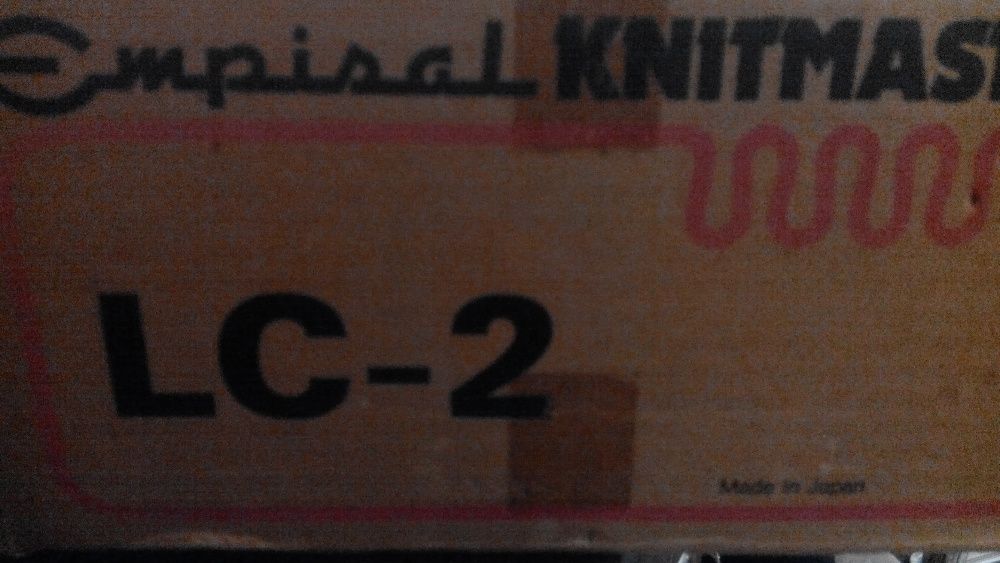 Empisal KNITMAS
LC-2
Made in Japan